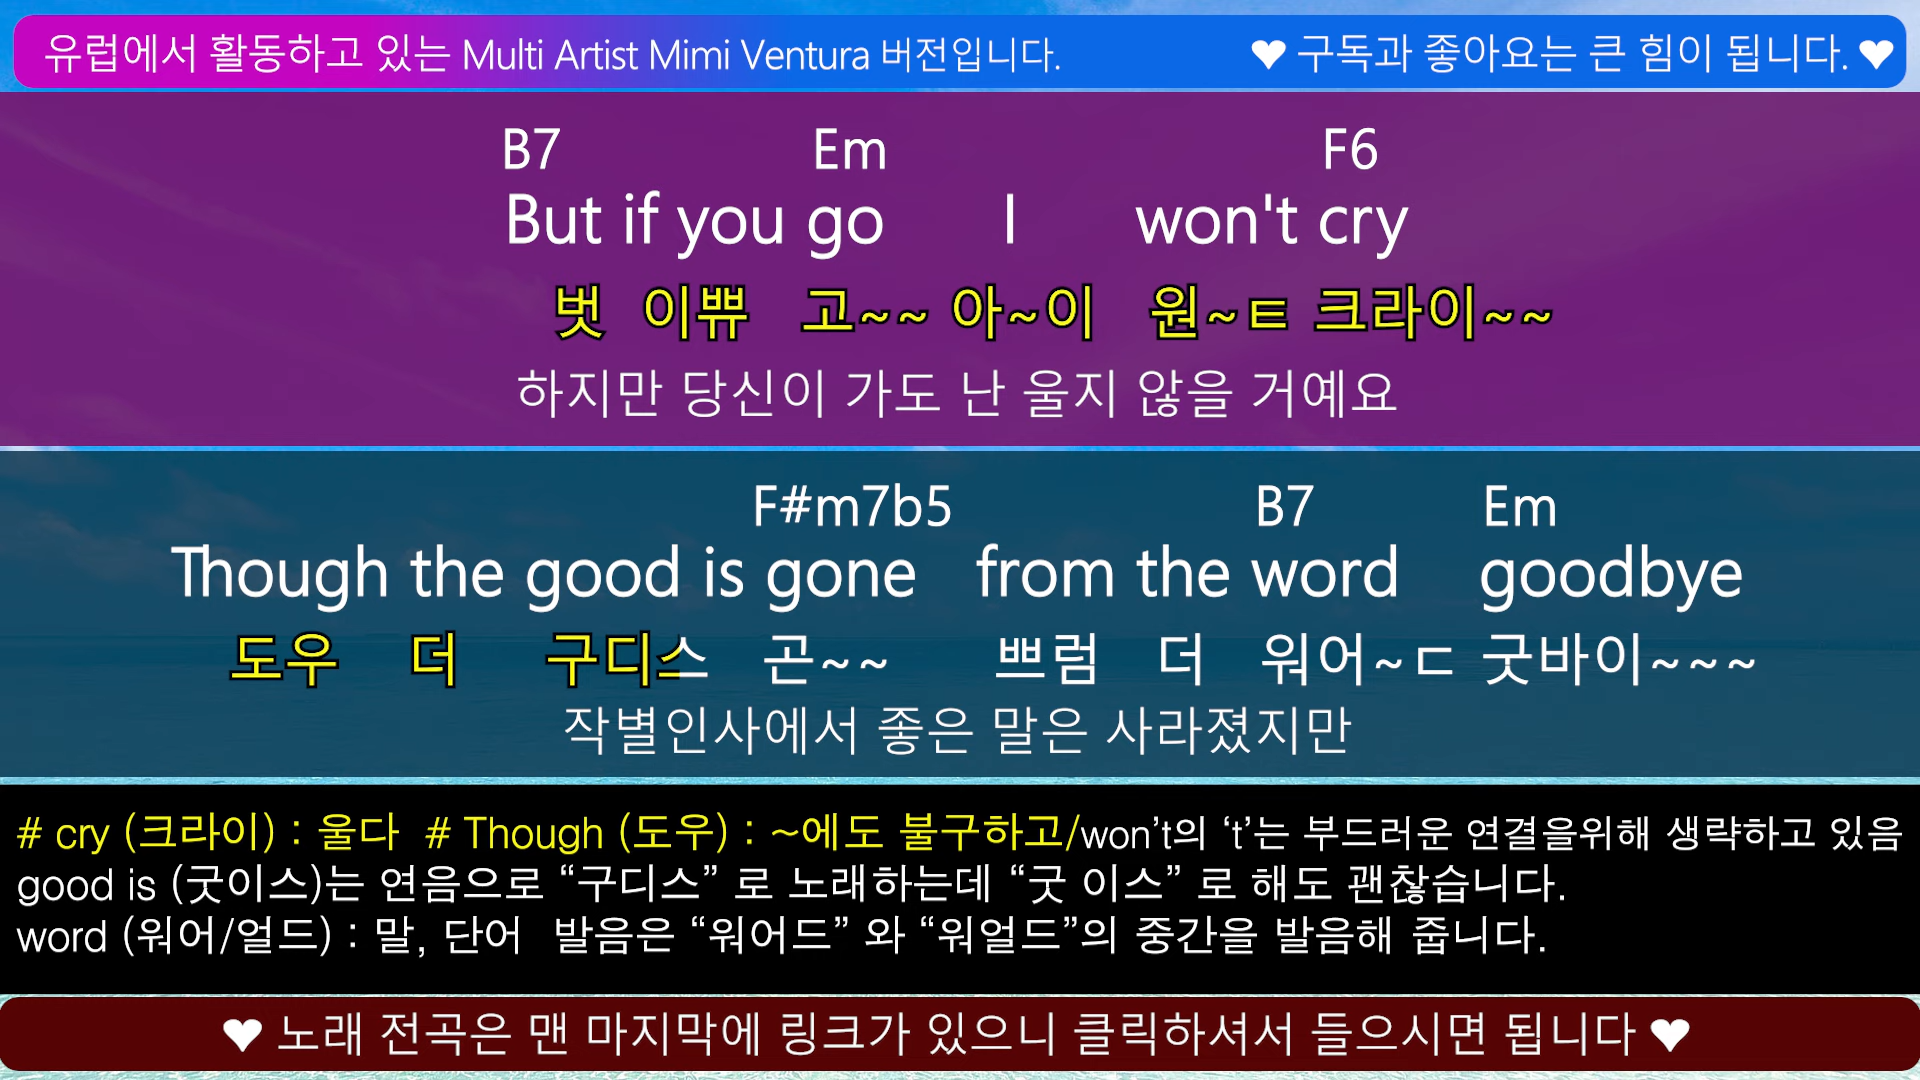 유럽에서 활동하고 있는 Multi Artist Mimi Ventura 버전입니다. ♥ 구독과 좋아요는 큰 힘이 됩니다. ♥
B7 Em F6
But if you go I won't cry
벗 이쀼 고~~ 아~이 원~ㅌ 크라이~~
하지만 당신이 가도 난 울지 않을 거예요
F#m7b5 B7 Em
Though the good is gone from the word goodbye
도우 더 구디스 곤~~ 쁘럼 더 워어~ㄷ 굿바이~~~
작별인사에서 좋은 말은 사라졌지만
# cry (크라이) : 울다 # Though (도우) : ~에도 불구하고/won’t의 ‘t’는 부드러운 연결을위해 생략하고 있음
good is (굿이스)는 연음으로 “구디스” 로 노래하는데 “굿 이스” 로 해도 괜찮습니다.
word (워어/얼드) : 말, 단어 발음은 “워어드” 와 “워얼드”의 중간을 발음해 줍니다.
♥ 노래 전곡은 맨 마지막에 링크가 있으니 클릭하셔서 들으시면 됩니다 ♥